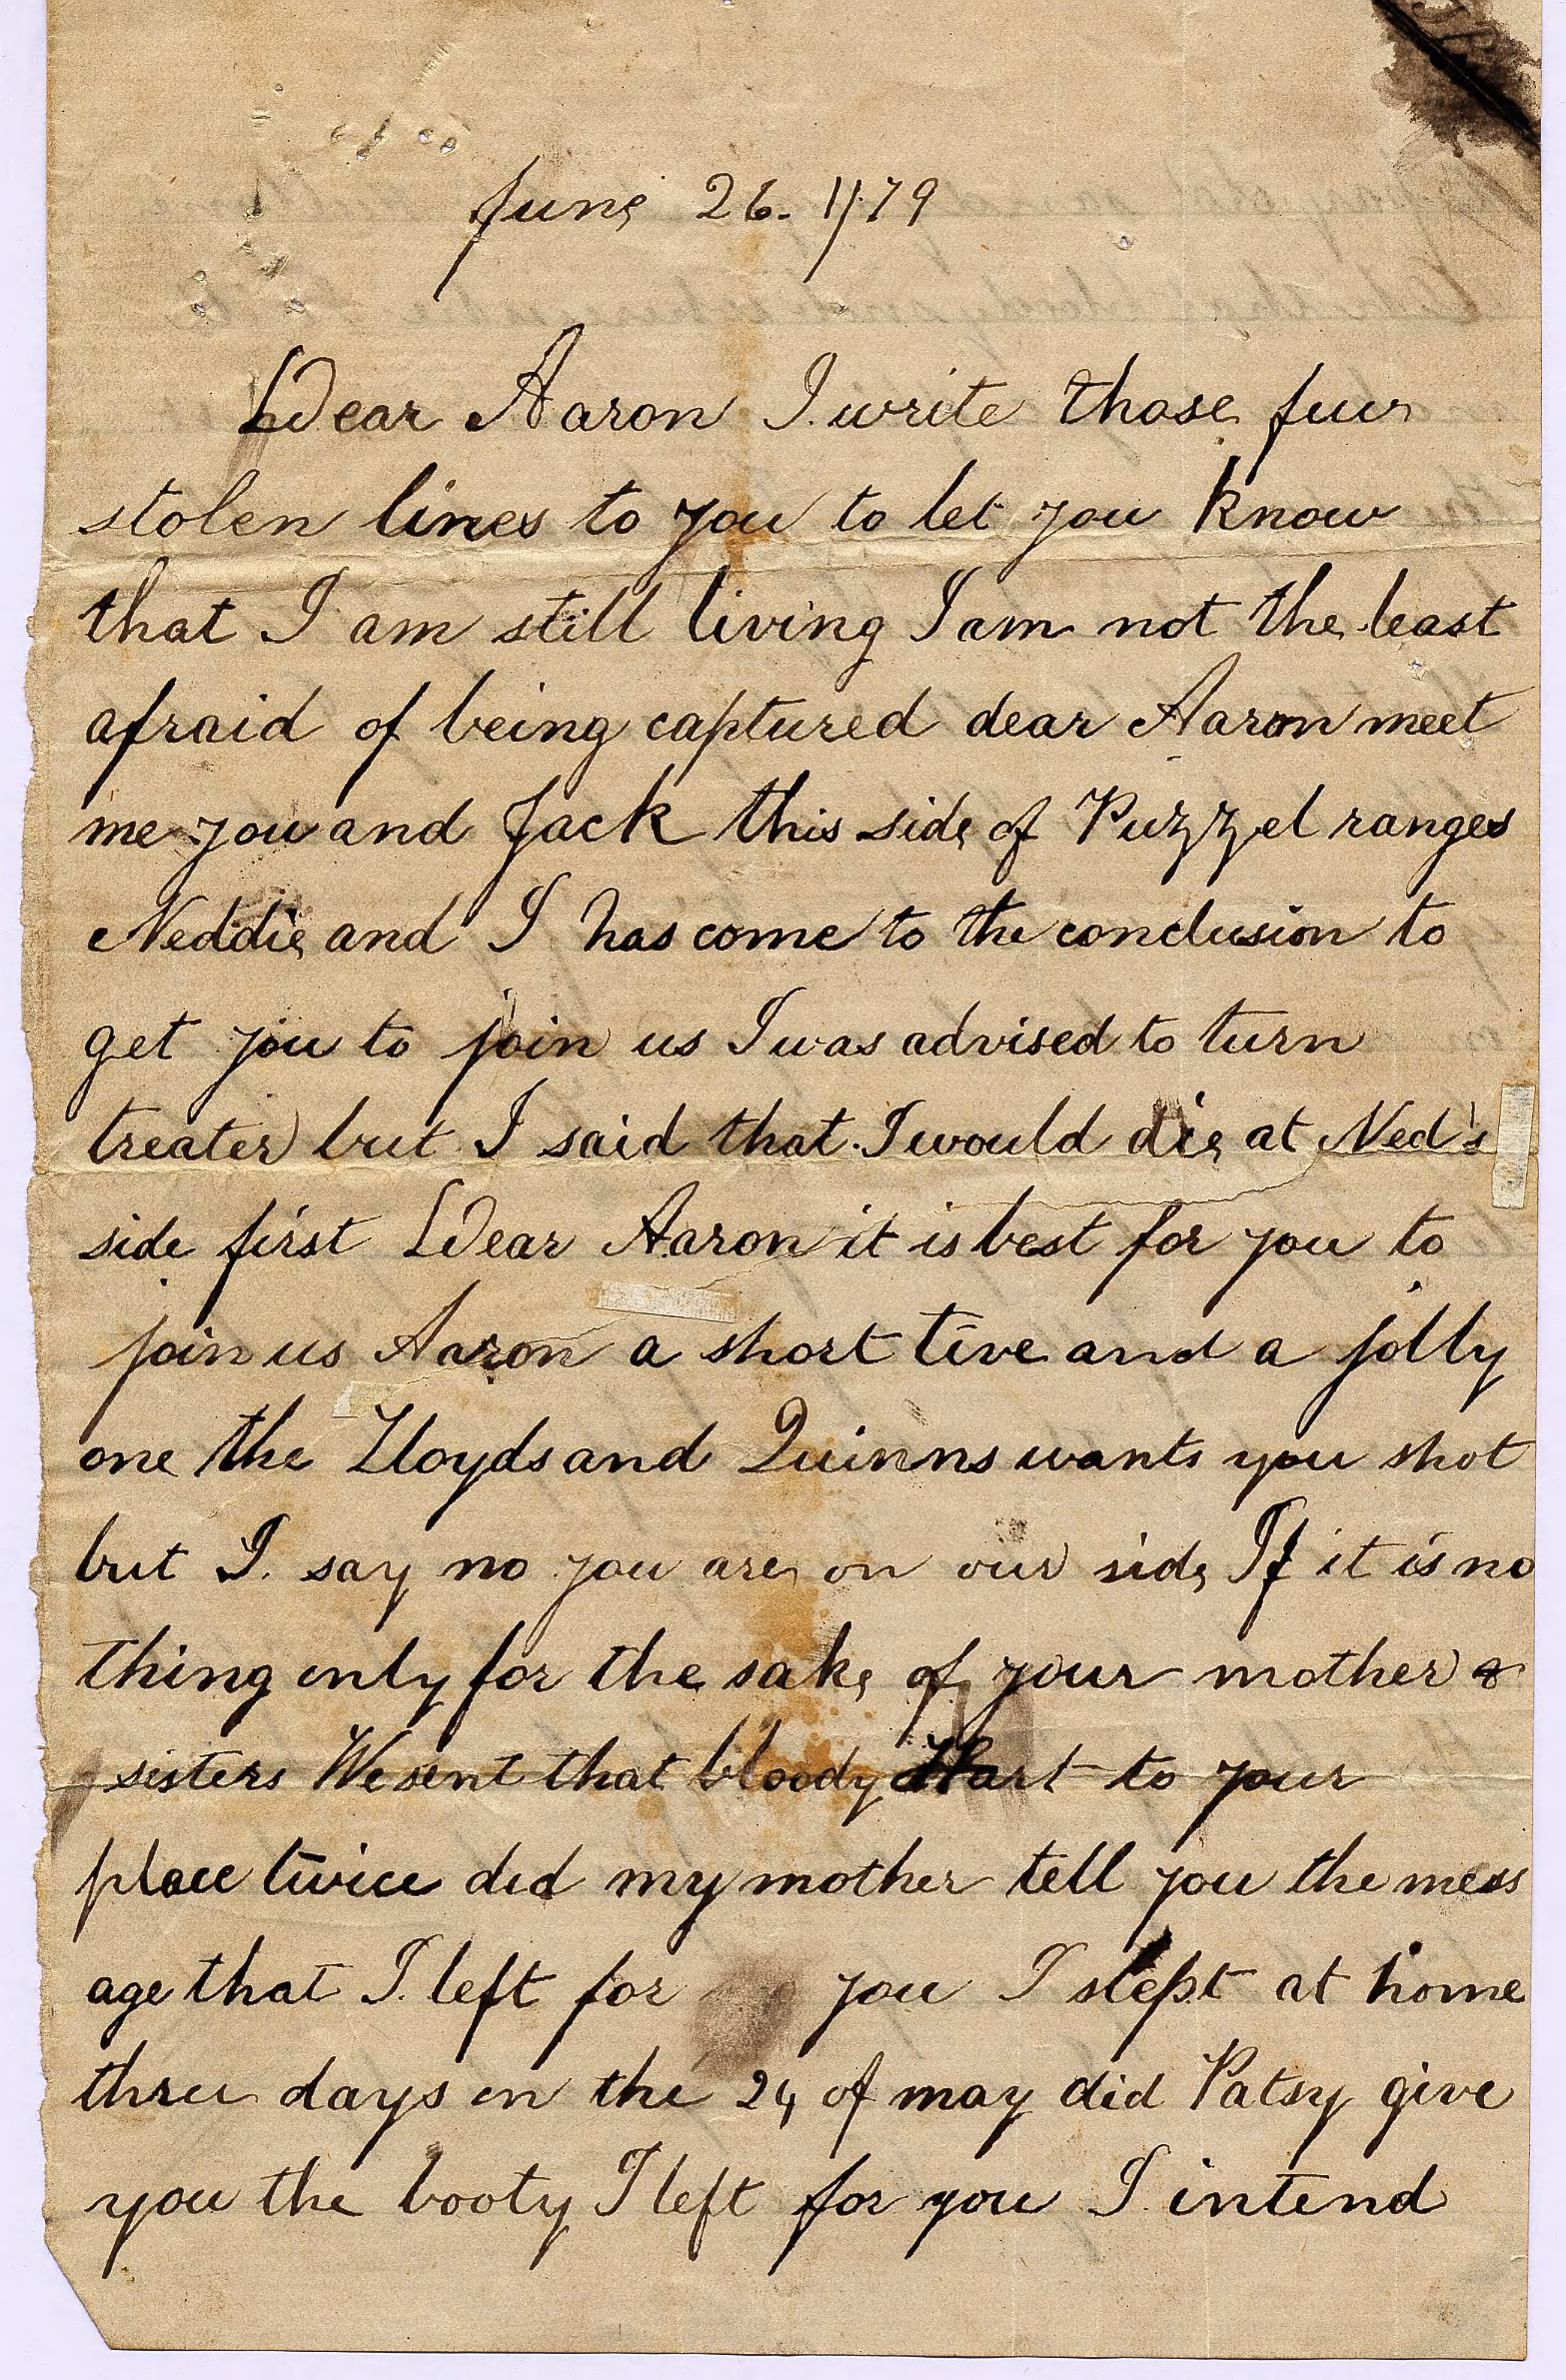 June 26. 1879
Dear Aaron I write those few
stolen lines to you to let you know
that I am still living I am not the least
afraid of being captured dear Aaron meet
me you and Jack this side of Puzzel ranges
Neddie and I has come to the conclusion to
get you to join us I was advised to turn
treater but I said that I would die at Ned's
side first Dear Aaron it is best for you to
join us Aaron a short live and a jolly
one the Lloyds and Quinns wants you shot
but I say no you are on our side If it is no
thing only for the sake of your mother &
sisters We sent that bloody Hart to your
place twice did my mother tell you the mess
age that I left for you I slept at home
three days on the 24 of may did Patsy give
you the booty I left for you I intend